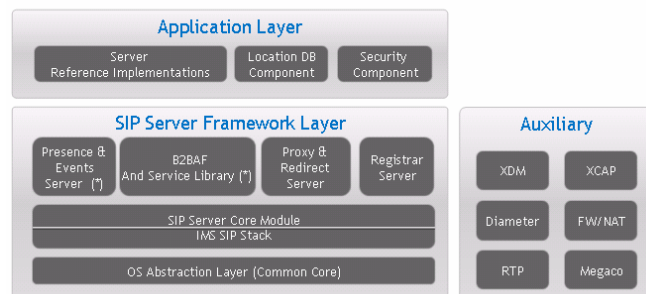 Application Layer
Server
Reference Implementations
Location DB
Component
Security
Component
SIP Server Framework Layer
Presence &
Events
Server (*)
B2BAF
And Service Library (*)
Proxy &
Redirect
Server
Registrar
Server
SIP Server Core Module
IMS SIP Stack
OS Abstraction Layer (Common Core)
Auxiliary
XDM
XCAP
Diameter
FW/NAT
RTP
Megaco